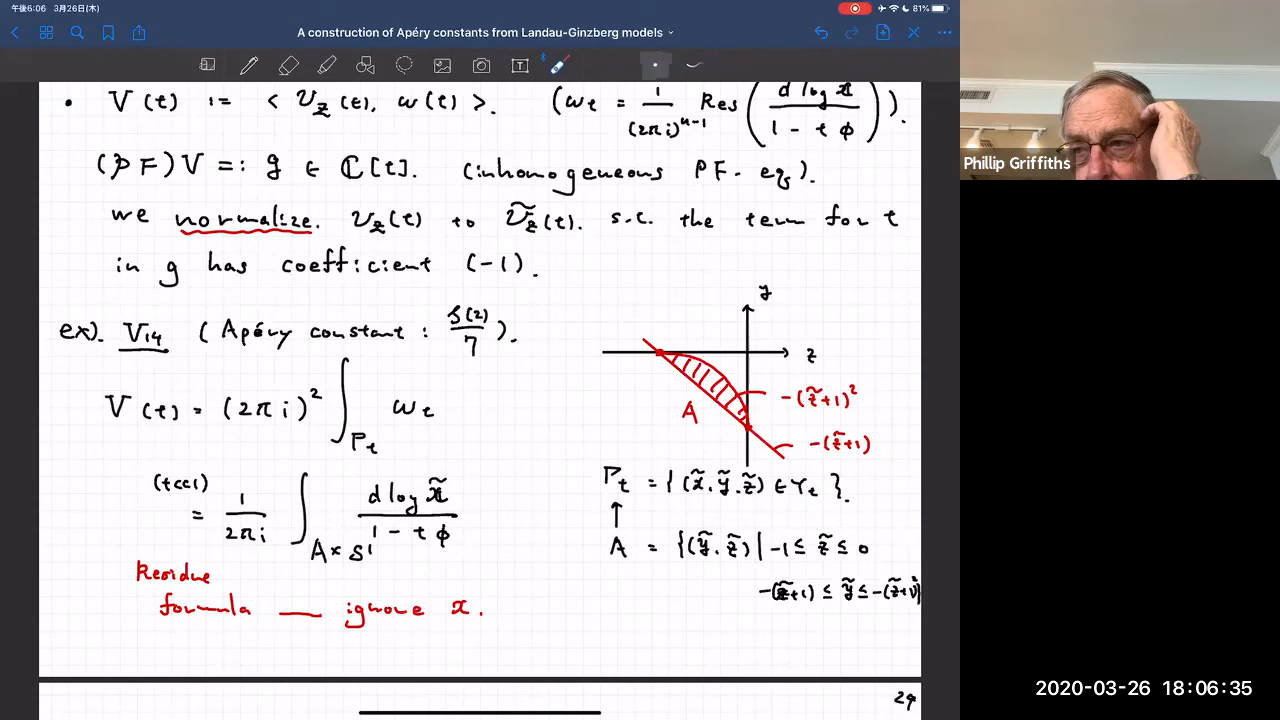 午後6:06 3月26日(木)
81%
A construction of Apéry constants from Landau-Ginzberg models
• V(t) := < ν_z(t), ω(t) >. (ω_t = 1/(2πi)^{n-1} Res( d log x̃ / 1 - tφ )).
(PF)V =: g ∈ ℂ[t]. (inhomogeneous PF-eq).
we normalize. ν_z(t) to ν̃_z(t). s.t. the term for t
in g has coefficient (-1).
ex). V14 (Apéry constant : ζ(2)/7).
V(t) = (2πi)^2 ∫_{Γ_t} ω_t
(t<<1) = 1/2πi ∫_{A×S^1} d log x̃ / 1 - tφ
Residue
formula — ignore x.
y
z
A
-(z̃+1)^2
-(z̃+1)
Γ_t = {(x̃, ỹ, z̃) ∈ Y_t }.
↑
A = {(ỹ, z̃) | -1 ≤ z̃ ≤ 0
-(z̃+1) ≤ ỹ ≤ -(z̃+1)^2}
29
Phillip Griffiths
2020-03-26 18:06:35